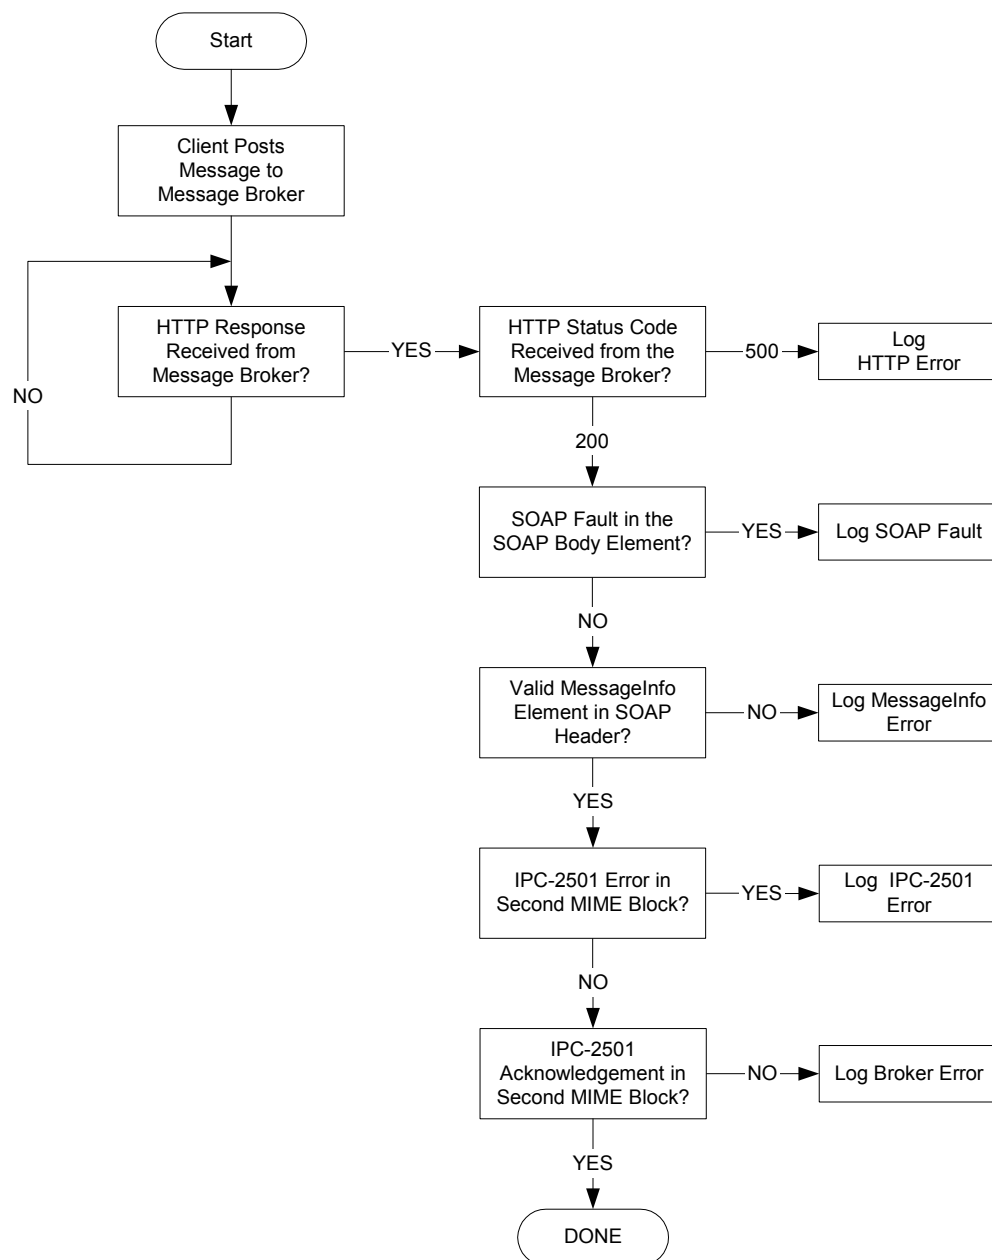 Start
Client Posts
Message to
Message Broker
HTTP Response
Received from
Message Broker?
NO
YES
HTTP Status Code
Received from the
Message Broker?
500
Log
HTTP Error
200
SOAP Fault in the
SOAP Body Element?
YES
Log SOAP Fault
NO
Valid MessageInfo
Element in SOAP
Header?
NO
Log MessageInfo
Error
YES
IPC-2501 Error in
Second MIME Block?
YES
Log IPC-2501
Error
NO
IPC-2501
Acknowledgement in
Second MIME Block?
NO
Log Broker Error
YES
DONE